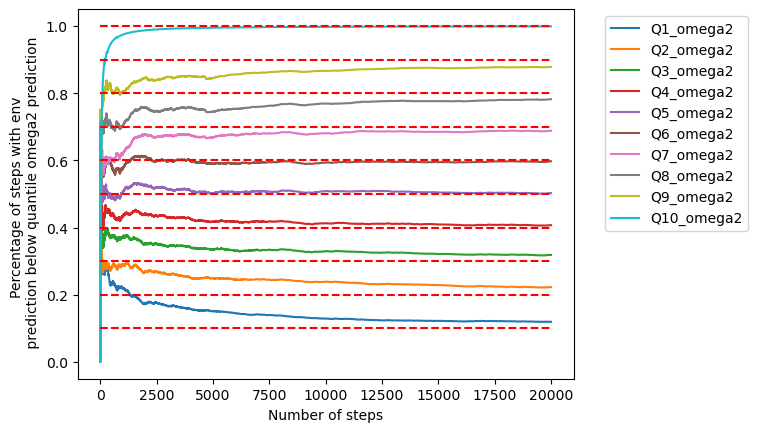 Percentage of steps with env
prediction below quantile omega2 prediction
1.0
0.8
0.6
0.4
0.2
0.0
0
2500
5000
7500
10000
12500
15000
17500
20000
Number of steps
Q1_omega2
Q2_omega2
Q3_omega2
Q4_omega2
Q5_omega2
Q6_omega2
Q7_omega2
Q8_omega2
Q9_omega2
Q10_omega2